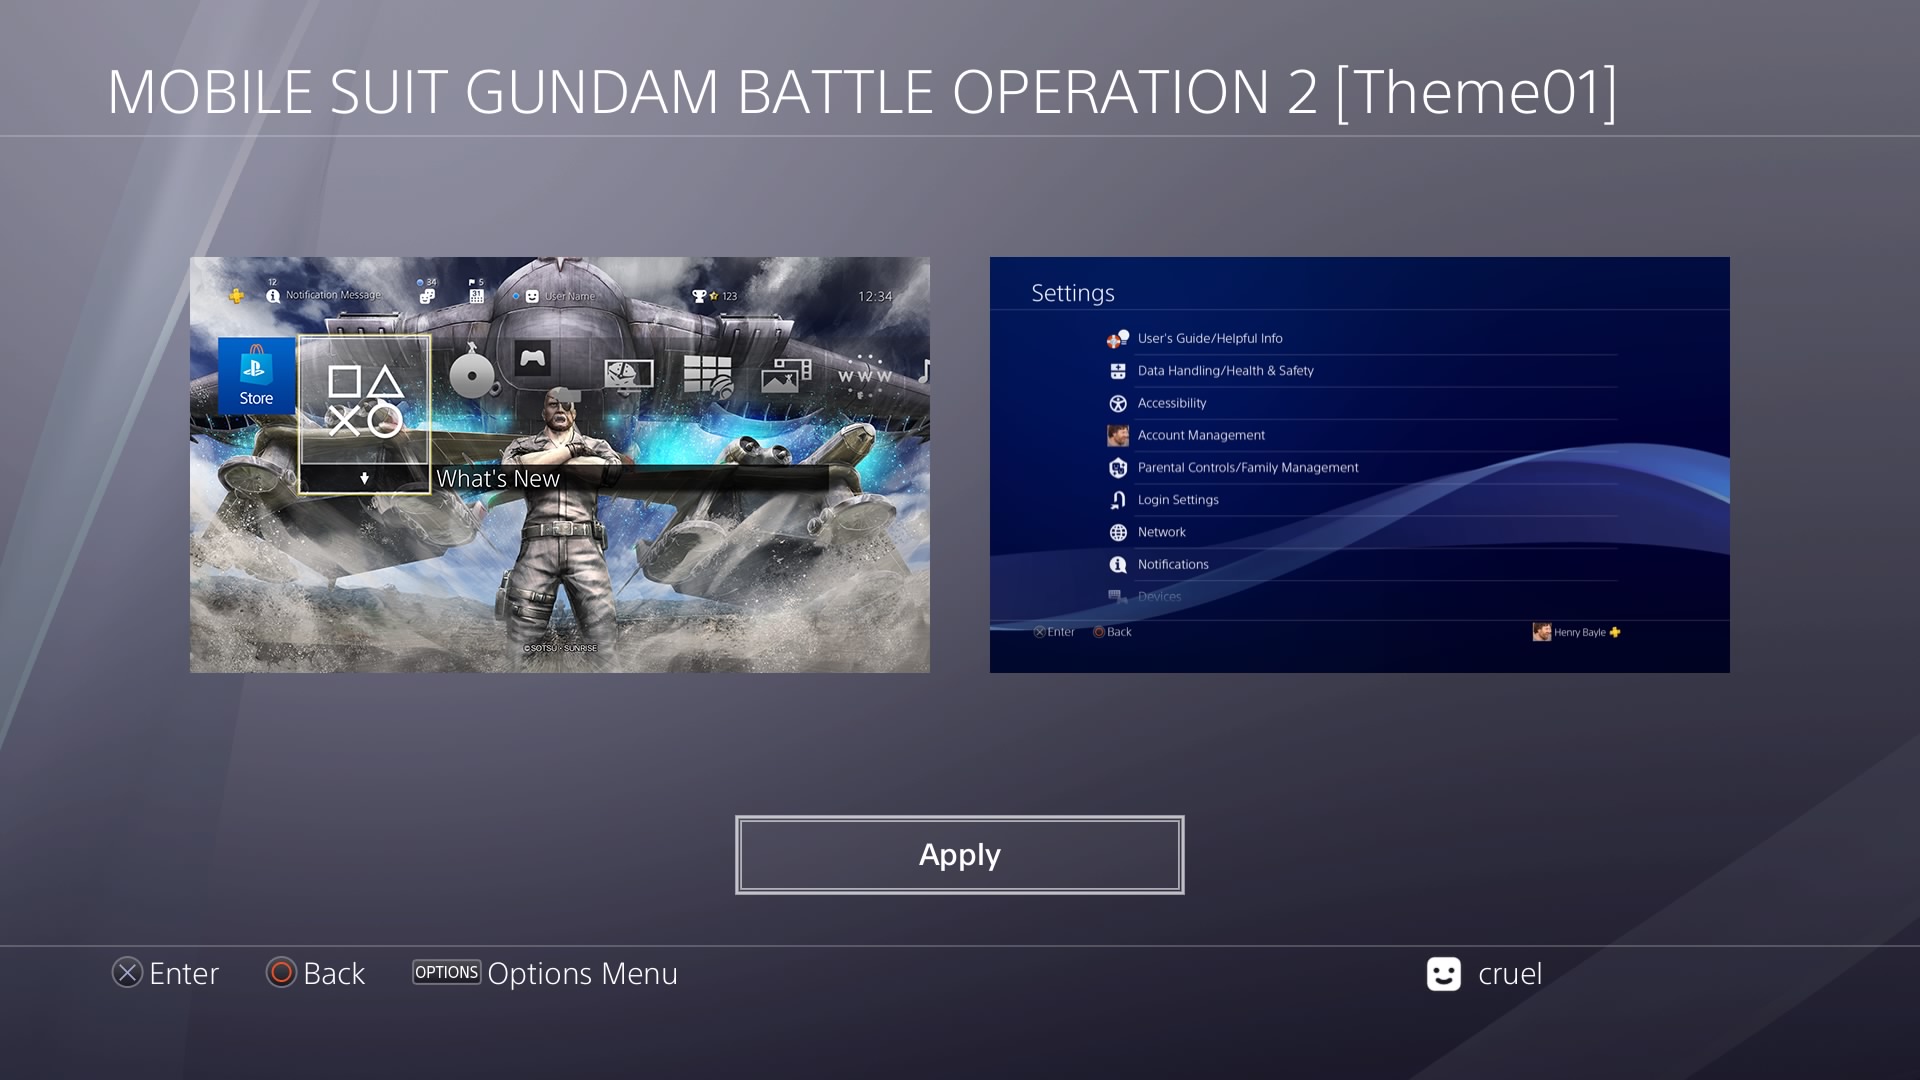 MOBILE SUIT GUNDAM BATTLE OPERATION 2 [Theme01]
12
Notification Message
34
5
31
User Name
123
12:34
Store
www
What's New
©SOTSU・SUNRISE
Settings
User's Guide/Helpful Info
Data Handling/Health & Safety
Accessibility
Account Management
Parental Controls/Family Management
Login Settings
Network
Notifications
Devices
Enter Back
Henry Bayle
Apply
Enter Back OPTIONS Options Menu
cruel